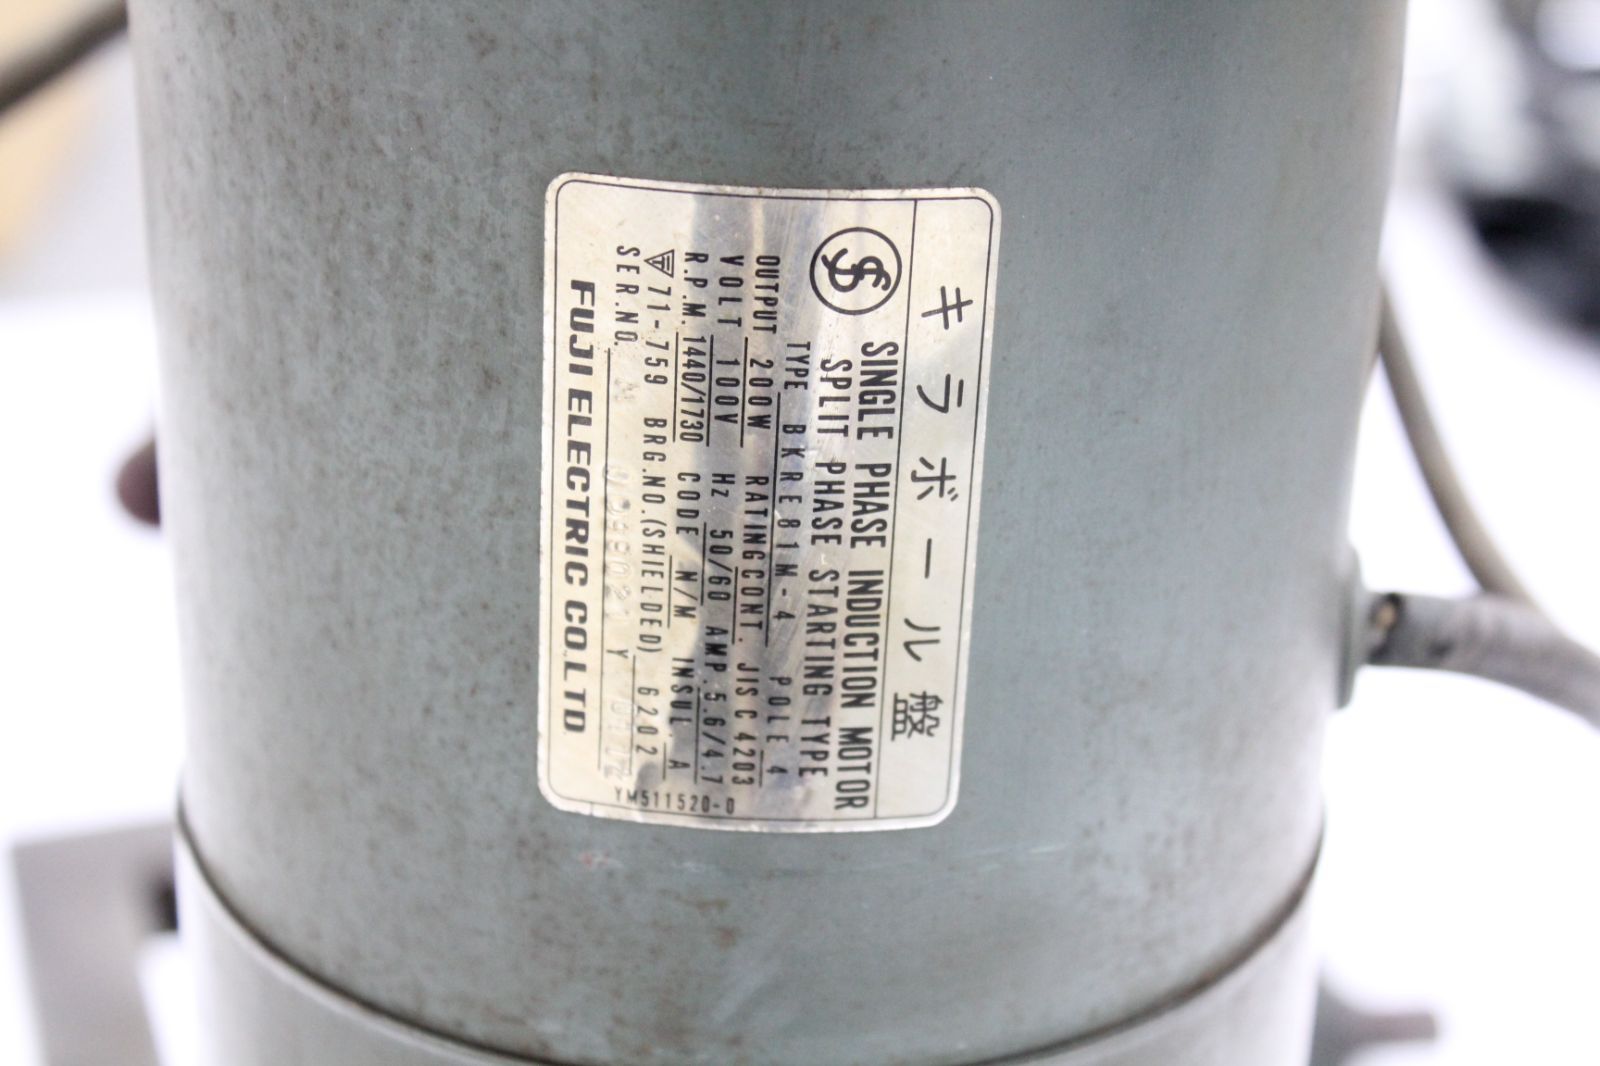 キラボール盤
SINGLE PHASE INDUCTION MOTOR
SPLIT PHASE STARTING TYPE
TYPE BKRE81M-4 POLE 4
OUTPUT 200W RATING CONT. JIS C4203
VOLT 100V Hz 50/60 AMP. 5.6/4.7
R.P.M. 1440/1730 CODE N/M INSUL. A
71-759 BRG.NO.(SHIELDED) 6202
SER.NO.
FUJI ELECTRIC CO.,LTD.
YM511520-0